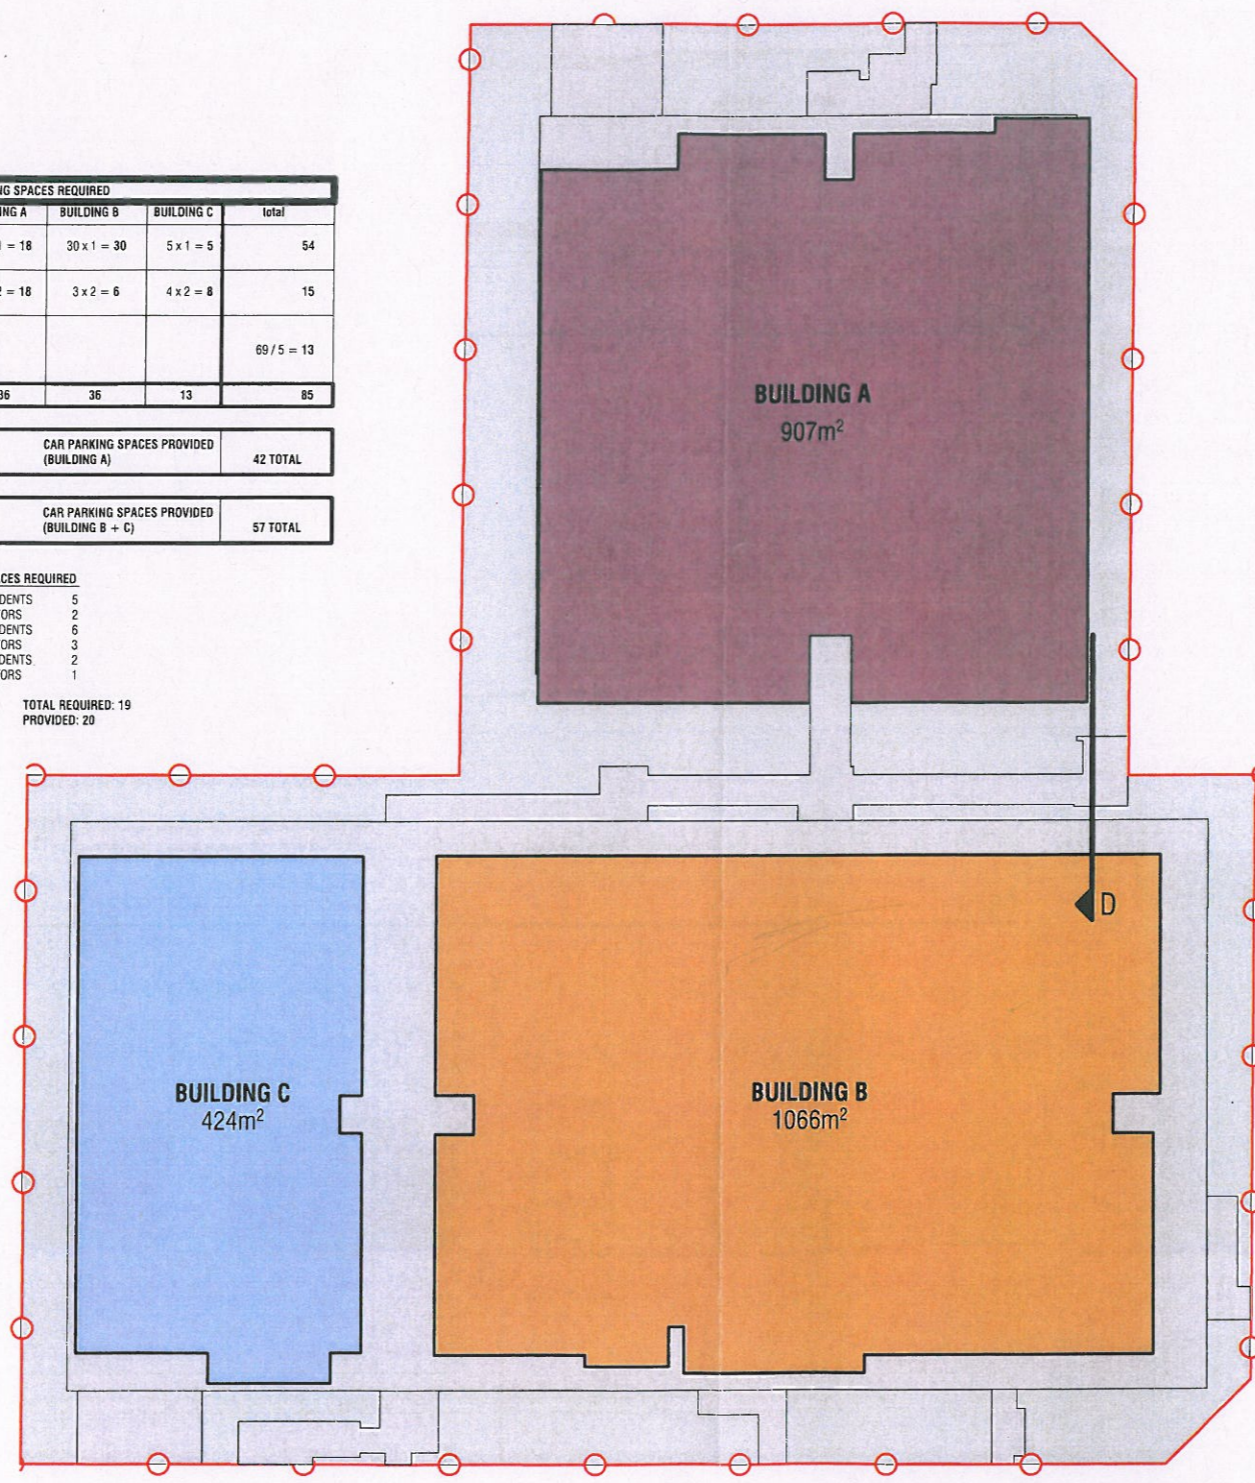 NG SPACES REQUIRED
NG A BUILDING B BUILDING C total
= 18 30 x 1 = 30 5 x 1 = 5 54
= 18 3 x 2 = 6 4 x 2 = 8 15
69 / 5 = 13
36 36 13 85
CAR PARKING SPACES PROVIDED
(BUILDING A) 42 TOTAL
CAR PARKING SPACES PROVIDED
(BUILDING B + C) 57 TOTAL
CES REQUIRED
DENTS 5
ORS 2
DENTS 6
ORS 3
DENTS 2
ORS 1
TOTAL REQUIRED: 19
PROVIDED: 20
BUILDING A
907m²
D
BUILDING C
424m²
BUILDING B
1066m²